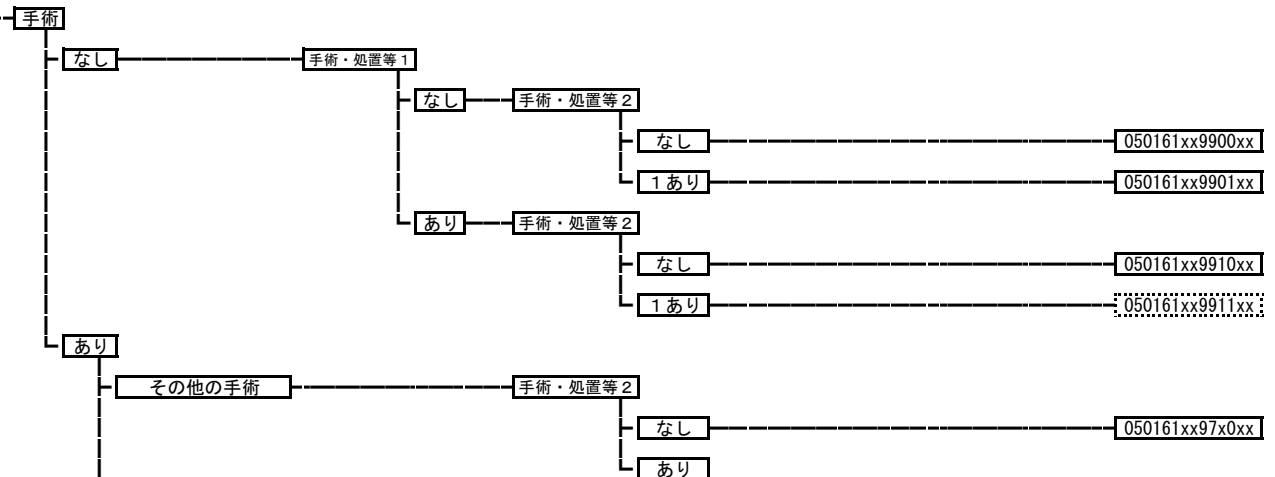 手術
なし 手術・処置等1
なし 手術・処置等2
なし 050161xx9900xx
1あり 050161xx9901xx
あり 手術・処置等2
なし 050161xx9910xx
1あり 050161xx9911xx
あり
その他の手術 手術・処置等2
なし 050161xx97x0xx
あり